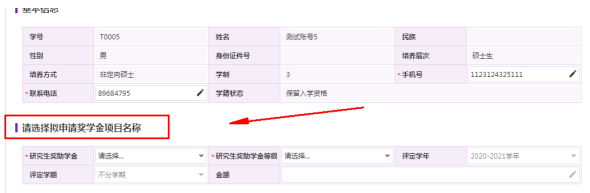 基本信息
学号 T0005 姓名 测试账号5 民族
性别 男 身份证件号 培养层次 硕士生
培养方式 非定向硕士 学制 3 *手机号 1123124325111
*联系电话 89684795 学籍状态 保留入学资格
请选择拟申请奖学金项目名称
*研究生奖助学金 请选择... *研究生奖助学金等级 请选择... 评定学年 2020-2021学年
评定学期 不分学期 金额